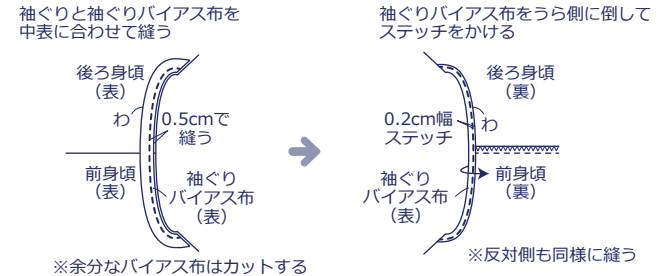 袖ぐりと袖ぐりバイアス布を
中表に合わせて縫う
後ろ身頃
（表）
わ
0.5cmで
縫う
前身頃
（表）
袖ぐり
バイアス布
（表）
※余分なバイアス布はカットする
袖ぐりバイアス布をうら側に倒して
ステッチをかける
後ろ身頃
（裏）
0.2cm幅
ステッチ
わ
袖ぐり
バイアス布
（表）
前身頃
（裏）
※反対側も同様に縫う